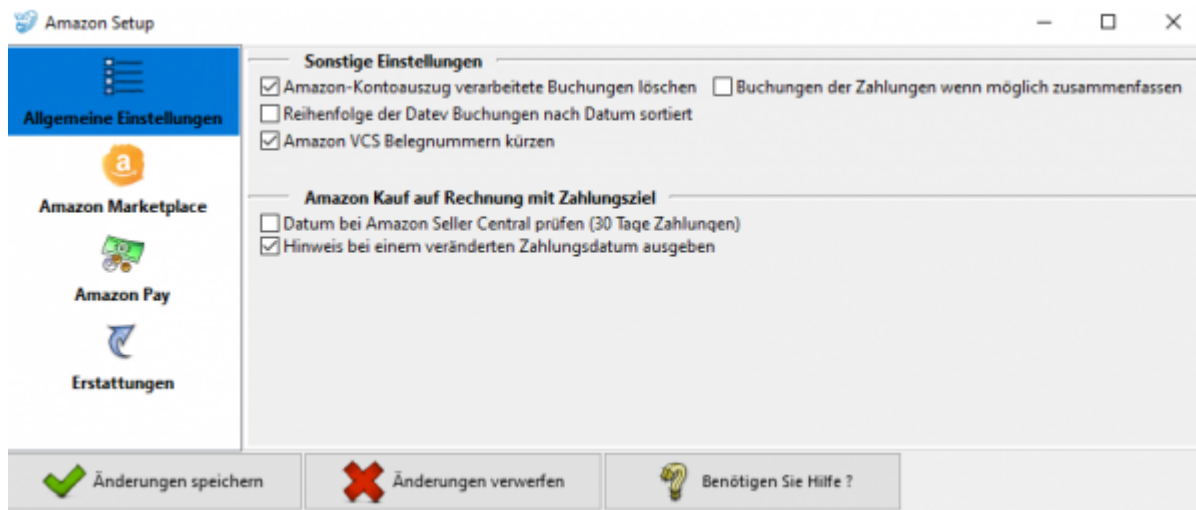 Amazon Setup
Allgemeine Einstellungen
Amazon Marketplace
Amazon Pay
Erstattungen
Sonstige Einstellungen
Amazon-Kontoauszug verarbeitete Buchungen löschen Buchungen der Zahlungen wenn möglich zusammenfassen
Reihenfolge der Datev Buchungen nach Datum sortiert
Amazon VCS Belegnummern kürzen
Amazon Kauf auf Rechnung mit Zahlungsziel
Datum bei Amazon Seller Central prüfen (30 Tage Zahlungen)
Hinweis bei einem veränderten Zahlungsdatum ausgeben
Änderungen speichern Änderungen verwerfen Benötigen Sie Hilfe ?